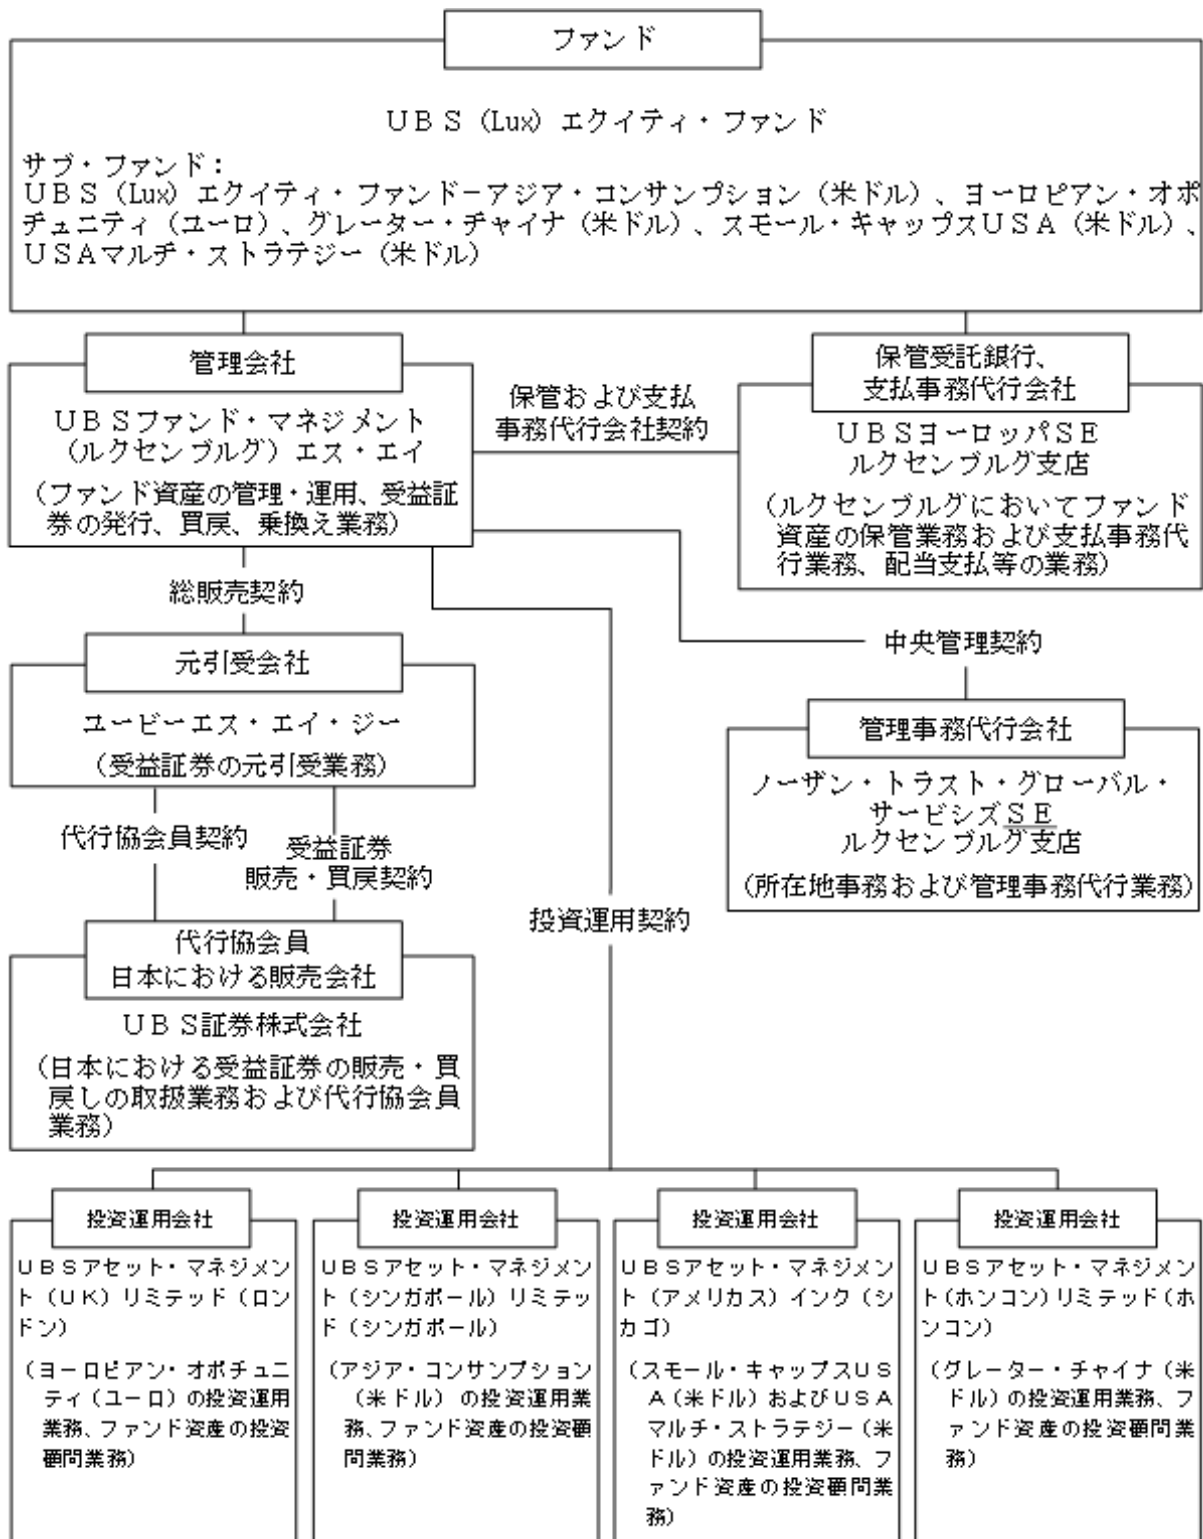 ファンド
ＵＢＳ（Lux）エクイティ・ファンド
サブ・ファンド：
ＵＢＳ（Lux）エクイティ・ファンド－アジア・コンサンプション（米ドル）、ヨーロピアン・オポ
チュニティ（ユーロ）、グレーター・チャイナ（米ドル）、スモール・キャップスＵＳＡ（米ドル）、
ＵＳＡマルチ・ストラテジー（米ドル）
管理会社
ＵＢＳファンド・マネジメント
（ルクセンブルグ）エス・エイ
（ファンド資産の管理・運用、受益証
券の発行、買戻、乗換え業務）
保管および支払
事務代行会社契約
保管受託銀行、
支払事務代行会社
ＵＢＳヨーロッパＳＥ
ルクセンブルグ支店
（ルクセンブルグにおいてファンド
資産の保管業務および支払事務代
行業務、配当支払等の業務）
総販売契約
中央管理契約
元引受会社
ユービーエス・エイ・ジー
（受益証券の元引受業務）
管理事務代行会社
ノーザン・トラスト・グローバル・
サービシズＳＥ
ルクセンブルグ支店
（所在地事務および管理事務代行業務）
代行協会員契約
受益証券
販売・買戻契約
投資運用契約
代行協会員
日本における販売会社
ＵＢＳ証券株式会社
（日本における受益証券の販売・買
戻しの取扱業務および代行協会員
業務）
投資運用会社
ＵＢＳアセット・マネジメン
ト（ＵＫ）リミテッド（ロン
ドン）
（ヨーロピアン・オポチュニ
ティ（ユーロ）の投資運用
業務、ファンド資産の投資
顧問業務）
投資運用会社
ＵＢＳアセット・マネジメン
ト（シンガポール）リミテッ
ド（シンガポール）
（アジア・コンサンプション
（米ドル）の投資運用業
務、ファンド資産の投資顧
問業務）
投資運用会社
ＵＢＳアセット・マネジメン
ト（アメリカス）インク（シ
カゴ）
（スモール・キャップスＵＳ
Ａ（米ドル）およびＵＳＡ
マルチ・ストラテジー（米
ドル）の投資運用業務、フ
ァンド資産の投資顧問業
務）
投資運用会社
ＵＢＳアセット・マネジメン
ト（ホンコン）リミテッド（ホ
ンコン）
（グレーター・チャイナ（米
ドル）の投資運用業務、フ
ァンド資産の投資顧問業
務）